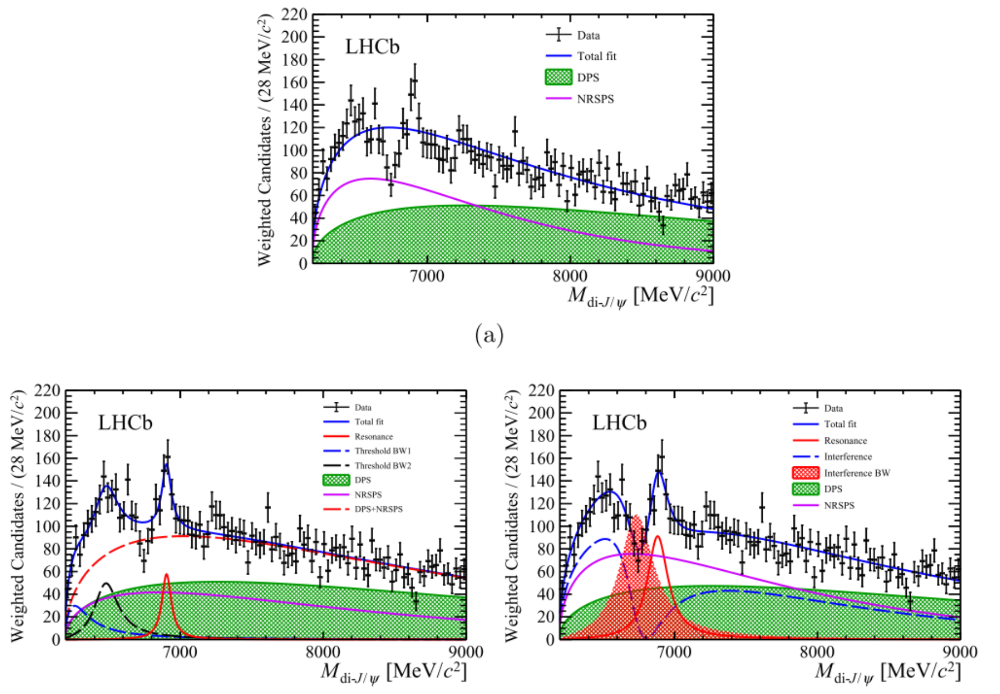 220
200
180
160
140
120
100
80
60
40
20
0
Weighted Candidates / (28 MeV/c²)
LHCb
Data
Total fit
DPS
NRSPS
7000 8000 9000
M di-J/ψ [MeV/c²]
(a)
220
200
180
160
140
120
100
80
60
40
20
0
Weighted Candidates / (28 MeV/c²)
LHCb
Data
Total fit
Resonance
Threshold BW1
Threshold BW2
DPS
NRSPS
DPS+NRSPS
7000 8000 9000
M di-J/ψ [MeV/c²]
220
200
180
160
140
120
100
80
60
40
20
0
Weighted Candidates / (28 MeV/c²)
LHCb
Data
Total fit
Resonance
Interference
Interference BW
DPS
NRSPS
7000 8000 9000
M di-J/ψ [MeV/c²]